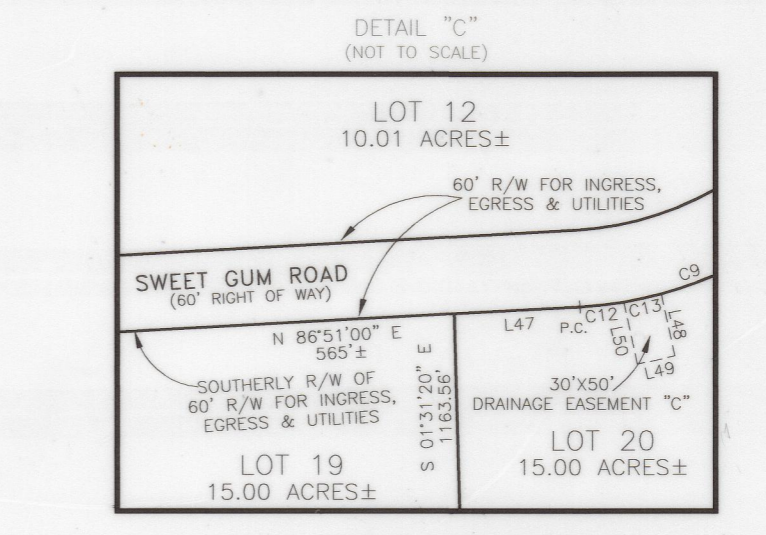 DETAIL "C"
(NOT TO SCALE)
LOT 12
10.01 ACRES±
60' R/W FOR INGRESS,
EGRESS & UTILITIES
SWEET GUM ROAD
(60' RIGHT OF WAY)
C9
N 86°51'00" E
565'±
L47
P.C.
C12
C13
L48
L50
L49
SOUTHERLY R/W OF
60' R/W FOR INGRESS,
EGRESS & UTILITIES
S 01°31'20" E
1163.56'
30'X50'
DRAINAGE EASEMENT "C"
LOT 19
15.00 ACRES±
LOT 20
15.00 ACRES±